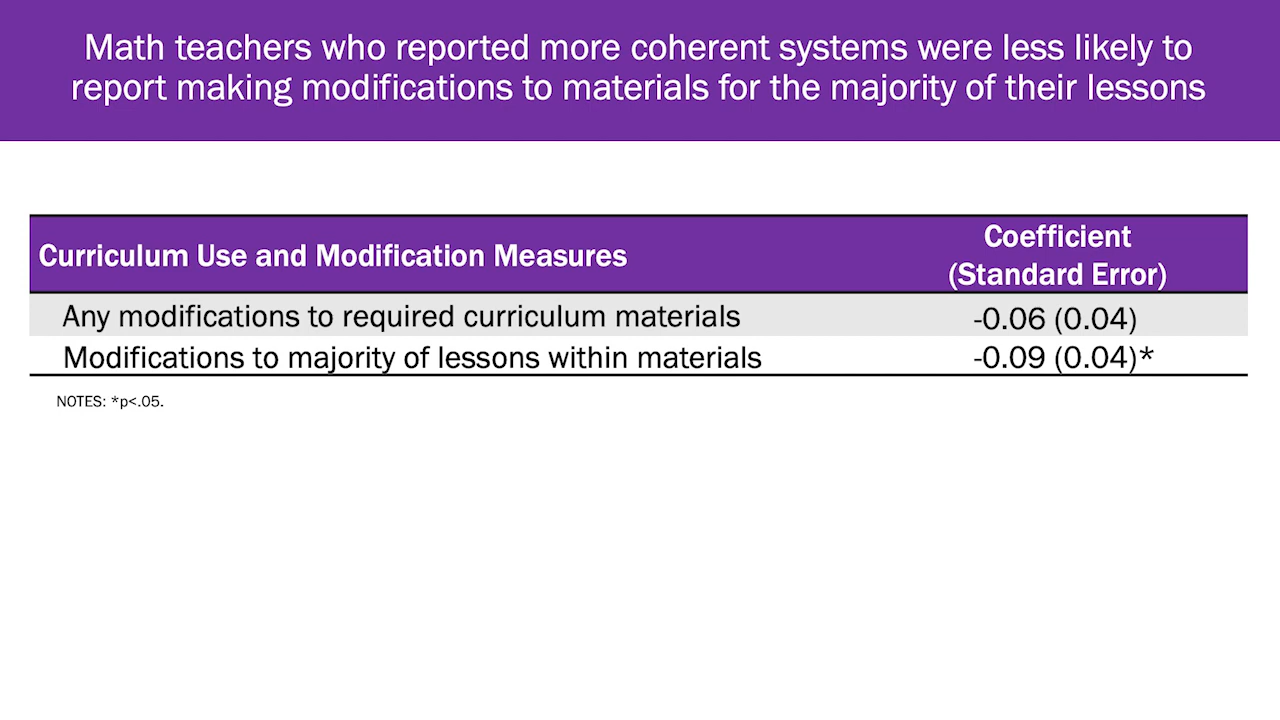 Math teachers who reported more coherent systems were less likely to
report making modifications to materials for the majority of their lessons
Curriculum Use and Modification Measures
Coefficient
(Standard Error)
Any modifications to required curriculum materials
-0.06 (0.04)
Modifications to majority of lessons within materials
-0.09 (0.04)*
NOTES: *p<.05.